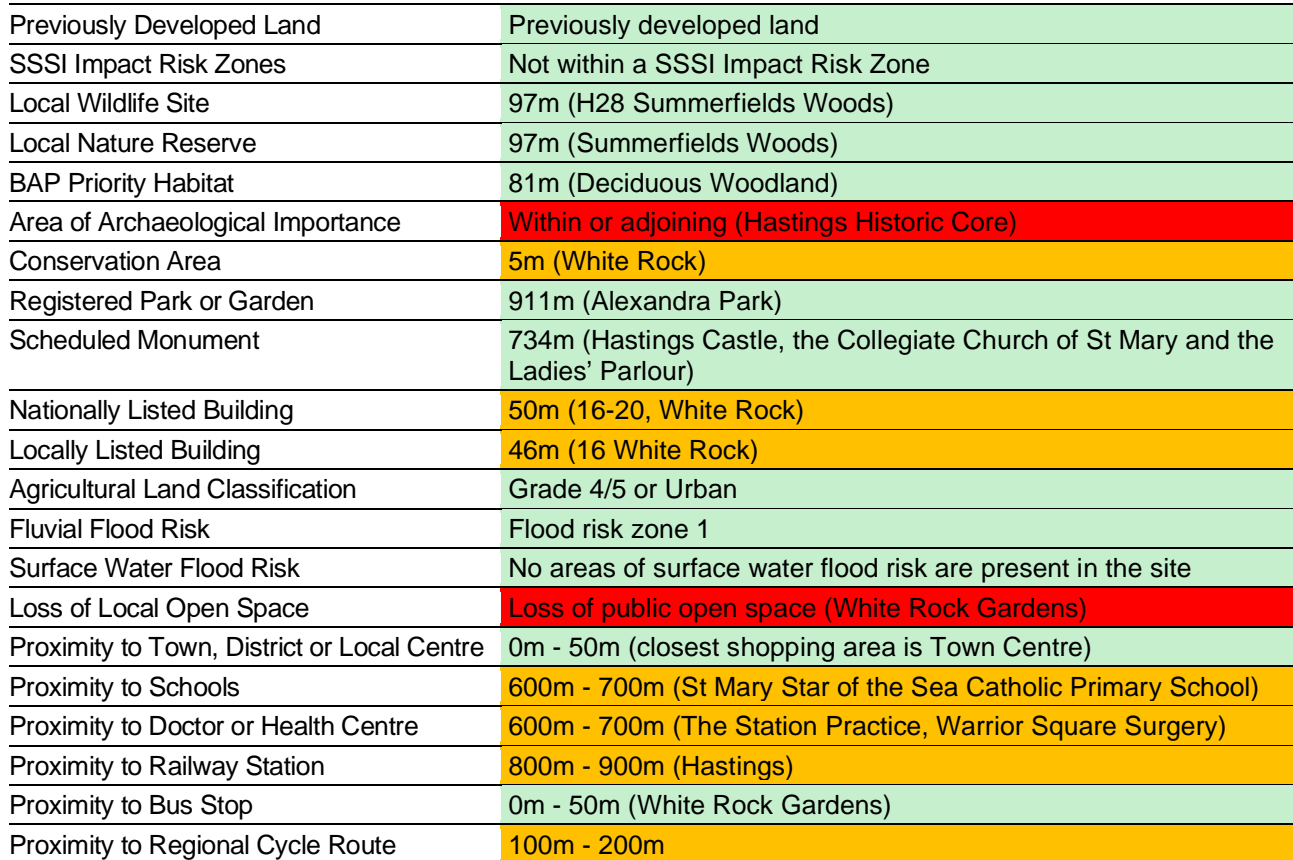 Previously Developed Land Previously developed land
SSSI Impact Risk Zones Not within a SSSI Impact Risk Zone
Local Wildlife Site 97m (H28 Summerfields Woods)
Local Nature Reserve 97m (Summerfields Woods)
BAP Priority Habitat 81m (Deciduous Woodland)
Area of Archaeological Importance Within or adjoining (Hastings Historic Core)
Conservation Area 5m (White Rock)
Registered Park or Garden 911m (Alexandra Park)
Scheduled Monument 734m (Hastings Castle, the Collegiate Church of St Mary and the
Ladies’ Parlour)
Nationally Listed Building 50m (16-20, White Rock)
Locally Listed Building 46m (16 White Rock)
Agricultural Land Classification Grade 4/5 or Urban
Fluvial Flood Risk Flood risk zone 1
Surface Water Flood Risk No areas of surface water flood risk are present in the site
Loss of Local Open Space Loss of public open space (White Rock Gardens)
Proximity to Town, District or Local Centre 0m - 50m (closest shopping area is Town Centre)
Proximity to Schools 600m - 700m (St Mary Star of the Sea Catholic Primary School)
Proximity to Doctor or Health Centre 600m - 700m (The Station Practice, Warrior Square Surgery)
Proximity to Railway Station 800m - 900m (Hastings)
Proximity to Bus Stop 0m - 50m (White Rock Gardens)
Proximity to Regional Cycle Route 100m - 200m